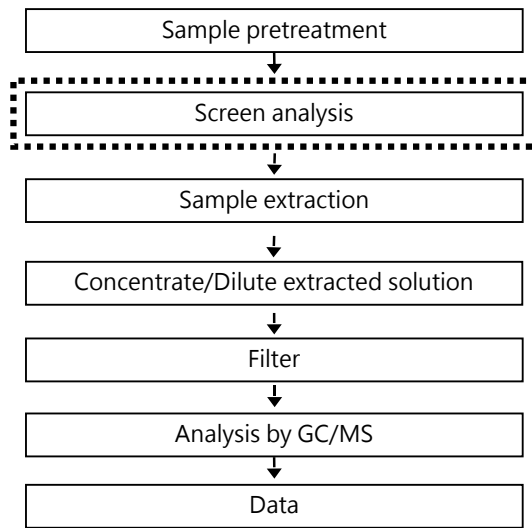 Sample pretreatment
Screen analysis
Sample extraction
Concentrate/Dilute extracted solution
Filter
Analysis by GC/MS
Data